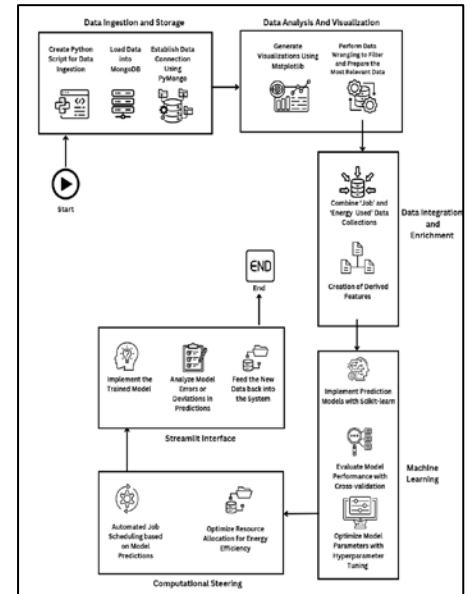 Data Ingestion and Storage
Create Python
Script for Data
Ingestion
Load Data
into
MongoDB
Establish Data
Connection
Using
PyMango
Start
Data Analysis And Visualization
Generate
Visualizations Using
Matplotlib
Perform Data
Wrangling to Filter
and Prepare the
Most Relevant Data
Combine 'Job' and
'Energy Used' Data
Collections
Creation of Derived
Features
Data Integration
and
Enrichment
Implement Prediction
Models with Scikit-learn
Evaluate Model
Performance with
Cross-validation
Optimize Model
Parameters with
Hyperparameter
Tuning
Machine
Learning
Automated Job
Scheduling based
on Model
Predictions
Optimize Resource
Allocation for Energy
Efficiency
Computational Steering
Implement the
Trained Model
Analyze Model
Errors or
Deviations in
Predictions
Feed the New
Data back into
the System
Streamlit Interface
END
End